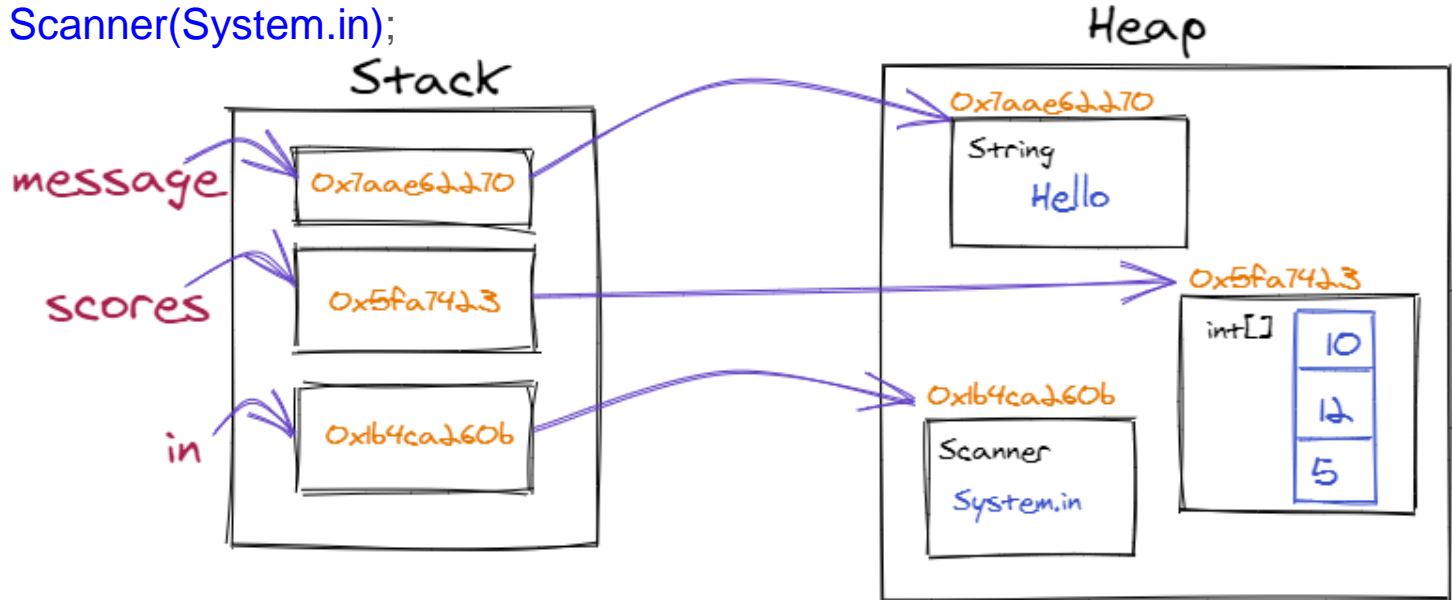 Scanner(System.in);
Heap
Stack
0x7aae62270
String
Hello
message
0x7aae62270
0x5fa7423
int[]
10
12
5
scores
0x5fa7423
0x1b4ca260b
Scanner
System.in
in
0x1b4ca260b